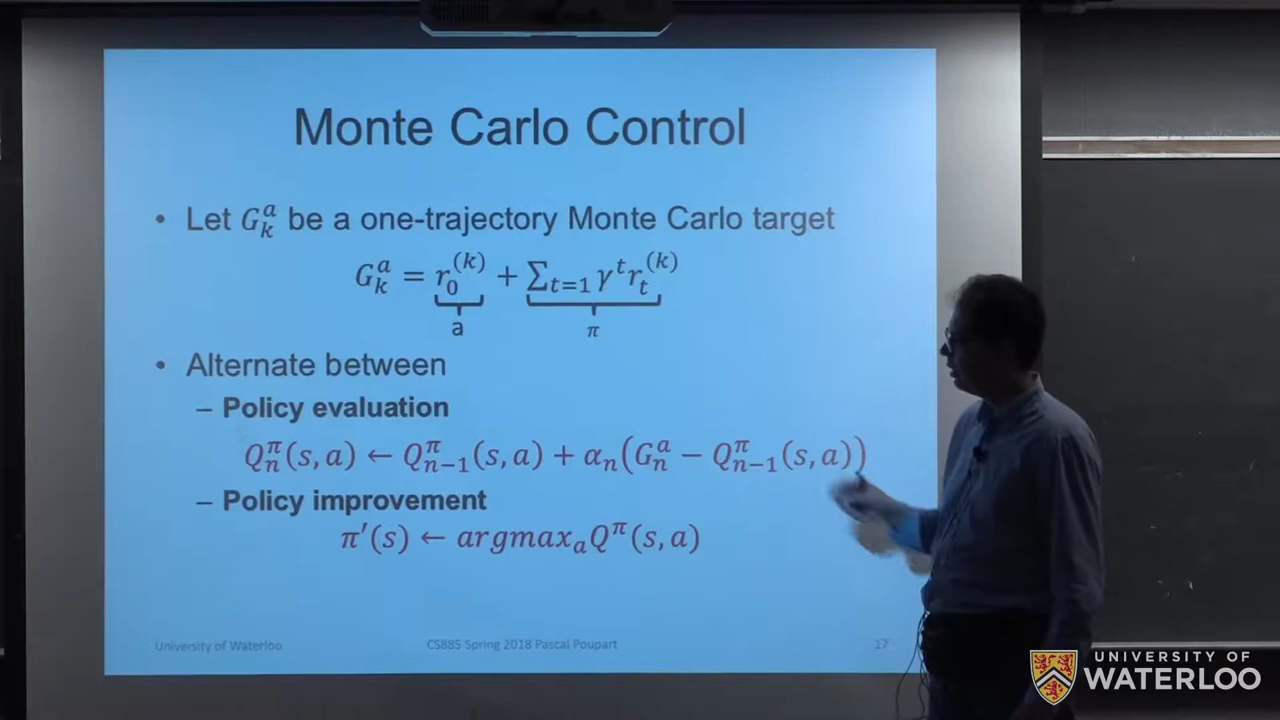 Monte Carlo Control
• Let G_k^a be a one-trajectory Monte Carlo target
G_k^a = r_0^(k) + ∑_{t=1} γ^t r_t^(k)
a π
• Alternate between
– Policy evaluation
Q_n^π(s, a) ← Q_{n−1}^π(s, a) + α_n(G_n^a − Q_{n−1}^π(s, a))
– Policy improvement
π′(s) ← argmax_a Q^π(s, a)
University of Waterloo CS885 Spring 2018 Pascal Poupart 17
UNIVERSITY OF
WATERLOO